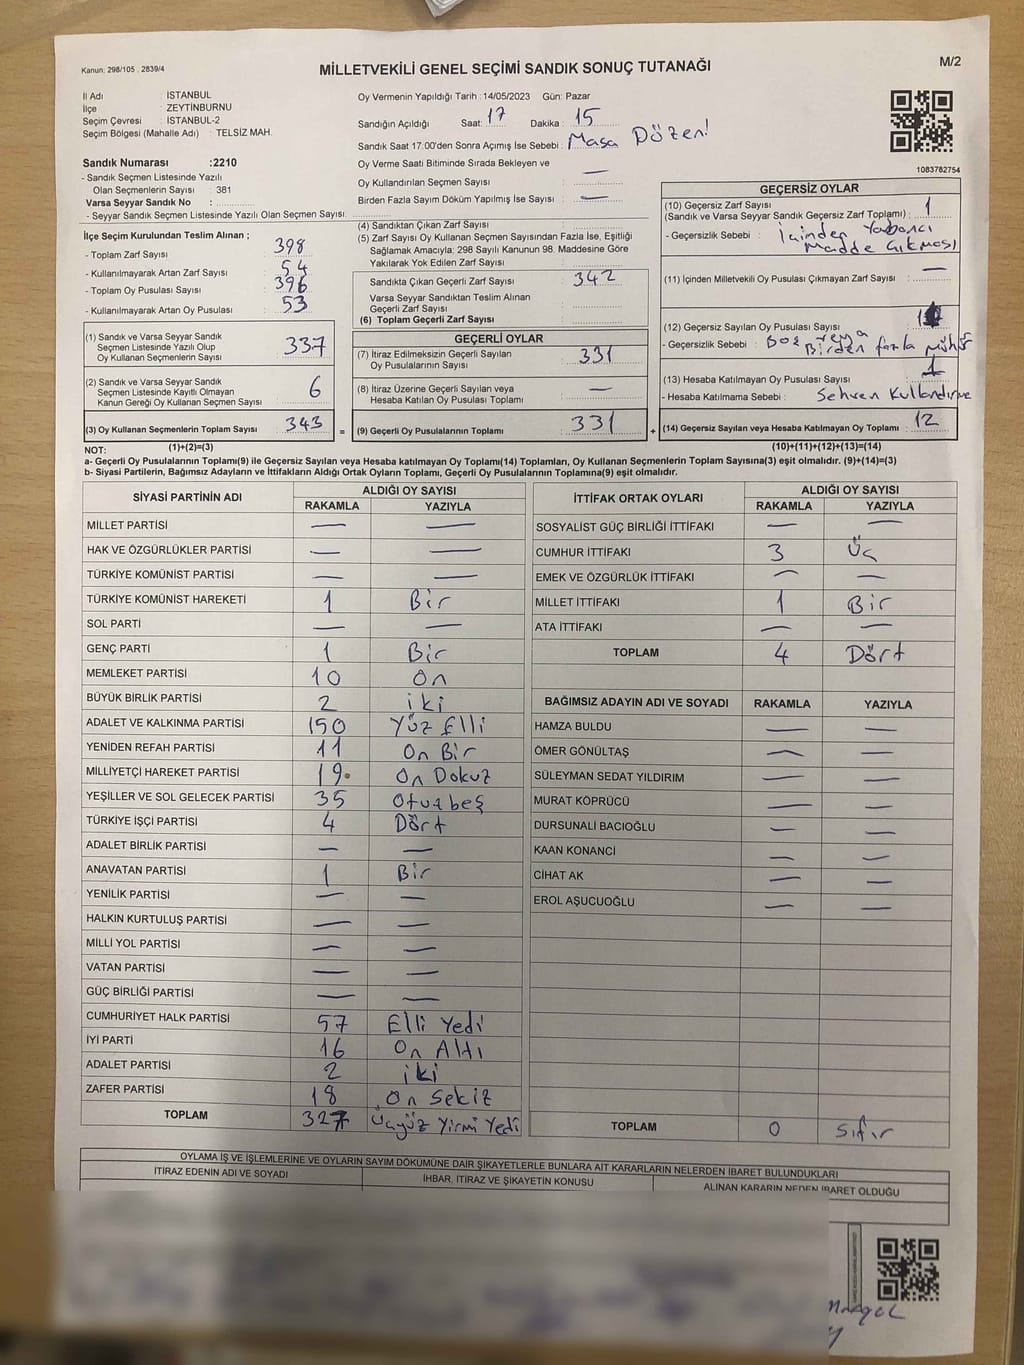 Kanun: 298/105 , 2839/4
MİLLETVEKİLİ GENEL SEÇİMİ SANDIK SONUÇ TUTANAĞI
M/2
İl Adı : İSTANBUL
İlçe : ZEYTİNBURNU
Seçim Çevresi : İSTANBUL-2
Seçim Bölgesi (Mahalle Adı) : TELSİZ MAH.
Sandık Numarası :2210
- Sandık Seçmen Listesinde Yazılı
Olan Seçmenlerin Sayısı : 381
Varsa Seyyar Sandık No :
- Seyyar Sandık Seçmen Listesinde Yazılı Olan Seçmen Sayısı.
Oy Vermenin Yapıldığı Tarih : 14/05/2023 Gün: Pazar
Sandığın Açıldığı Saat: 17 Dakika : 15
Sandık Saat 17:00'den Sonra Açımış İse Sebebi : Masa Düzeni
Oy Verme Saati Bitiminde Sırada Bekleyen ve
Oy Kullandırılan Seçmen Sayısı : —
Birden Fazla Sayım Döküm Yapılmış İse Sayısı : —
1083782754
İlçe Seçim Kurulundan Teslim Alınan ;
- Toplam Zarf Sayısı : 398
- Kullanılmayarak Artan Zarf Sayısı : 54
- Toplam Oy Pusulası Sayısı : 396
- Kullanılmayarak Artan Oy Pusulası : 53
(1) Sandık ve Varsa Seyyar Sandık
Seçmen Listesinde Yazılı Olup
Oy Kullanan Seçmenlerin Sayısı : 337
(2) Sandık ve Varsa Seyyar Sandık
Seçmen Listesinde Kayıtlı Olmayan
Kanun Gereği Oy Kullanan Seçmen Sayısı : 6
(3) Oy Kullanan Seçmenlerin Toplam Sayısı : 343 =
(1)+(2)=(3)
(4) Sandıktan Çıkan Zarf Sayısı
(5) Zarf Sayısı Oy Kullanan Seçmen Sayısından Fazla İse, Eşitliği
Sağlamak Amacıyla; 298 Sayılı Kanunun 98. Maddesine Göre
Yakılarak Yok Edilen Zarf Sayısı
Sandıkta Çıkan Geçerli Zarf Sayısı : 342
Varsa Seyyar Sandıktan Teslim Alınan
Geçerli Zarf Sayısı
(6) Toplam Geçerli Zarf Sayısı :
GEÇERLİ OYLAR
(7) İtiraz Edilmeksizin Geçerli Sayılan
Oy Pusulalarının Sayısı : 331
(8) İtiraz Üzerine Geçerli Sayılan veya
Hesaba Katılan Oy Pusulası Toplamı : —
(9) Geçerli Oy Pusulalarının Toplamı : 331 +
GEÇERSİZ OYLAR
(10) Geçersiz Zarf Sayısı
(Sandık ve Varsa Seyyar Sandık Geçersiz Zarf Toplamı) : 1
- Geçersizlik Sebebi : İçinden Yabancı
Madde Çıkması
(11) İçinden Milletvekili Oy Pusulası Çıkmayan Zarf Sayısı : —
(12) Geçersiz Sayılan Oy Pusulası Sayısı
- Geçersizlik Sebebi : Boş veya
Birden fazla mühür
(13) Hesaba Katılmayan Oy Pusulası Sayısı : 1
- Hesaba Katılmama Sebebi : Sehven Kullandırma
(14) Geçersiz Sayılan veya Hesaba Katılmayan Oy Toplamı : 12
(10)+(11)+(12)+(13)=(14)
NOT:
a- Geçerli Oy Pusulalarının Toplamı(9) ile Geçersiz Sayılan veya Hesaba katılmayan Oy Toplamı(14) Toplamları, Oy Kullanan Seçmenlerin Toplam Sayısına(3) eşit olmalıdır. (9)+(14)=(3)
b- Siyasi Partilerin, Bağımsız Adayların ve İttifakların Aldığı Ortak Oyların Toplamı, Geçerli Oy Pusulalarının Toplamına(9) eşit olmalıdır.
SİYASİ PARTİNİN ADI ALDIĞI OY SAYISI
RAKAMLA YAZIYLA
MİLLET PARTİSİ — —
HAK VE ÖZGÜRLÜKLER PARTİSİ — —
TÜRKİYE KOMÜNİST PARTİSİ — —
TÜRKİYE KOMÜNİST HAREKETİ 1 Bir
SOL PARTİ — —
GENÇ PARTİ 1 Bir
MEMLEKET PARTİSİ 10 On
BÜYÜK BİRLİK PARTİSİ 2 iki
ADALET VE KALKINMA PARTİSİ 150 Yüz Elli
YENİDEN REFAH PARTİSİ 11 On Bir
MİLLİYETÇİ HAREKET PARTİSİ 19 On Dokuz
YEŞİLLER VE SOL GELECEK PARTİSİ 35 Otuzbeş
TÜRKİYE İŞÇİ PARTİSİ 4 Dört
ADALET BİRLİK PARTİSİ — —
ANAVATAN PARTİSİ 1 Bir
YENİLİK PARTİSİ — —
HALKIN KURTULUŞ PARTİSİ — —
MİLLİ YOL PARTİSİ — —
VATAN PARTİSİ — —
GÜÇ BİRLİĞİ PARTİSİ — —
CUMHURİYET HALK PARTİSİ 57 Elli Yedi
İYİ PARTİ 16 On Altı
ADALET PARTİSİ 2 iki
ZAFER PARTİSİ 18 On Sekiz
TOPLAM 327 Üçyüz Yirmi Yedi
İTTİFAK ORTAK OYLARI ALDIĞI OY SAYISI
RAKAMLA YAZIYLA
SOSYALİST GÜÇ BİRLİĞİ İTTİFAKI — —
CUMHUR İTTİFAKI 3 Üç
EMEK VE ÖZGÜRLÜK İTTİFAKI — —
MİLLET İTTİFAKI 1 Bir
ATA İTTİFAKI — —
TOPLAM 4 Dört
BAĞIMSIZ ADAYIN ADI VE SOYADI RAKAMLA YAZIYLA
HAMZA BULDU — —
ÖMER GÖNÜLTAŞ — —
SÜLEYMAN SEDAT YILDIRIM — —
MURAT KÖPRÜCÜ — —
DURSUNALİ BACIOĞLU — —
KAAN KONANCİ — —
CİHAT AK — —
EROL AŞUCUOĞLU — —
TOPLAM 0 Sıfır
OYLAMA İŞ VE İŞLEMLERİNE VE OYLARIN SAYIM DÖKÜMÜNE DAİR ŞİKAYETLERLE BUNLARA AİT KARARLARIN NELERDEN İBARET BULUNDUKLARI
İTİRAZ EDENİN ADI VE SOYADI İHBAR, İTİRAZ VE ŞİKAYETİN KONUSU ALINAN KARARIN NEDEN İBARET OLDUĞU